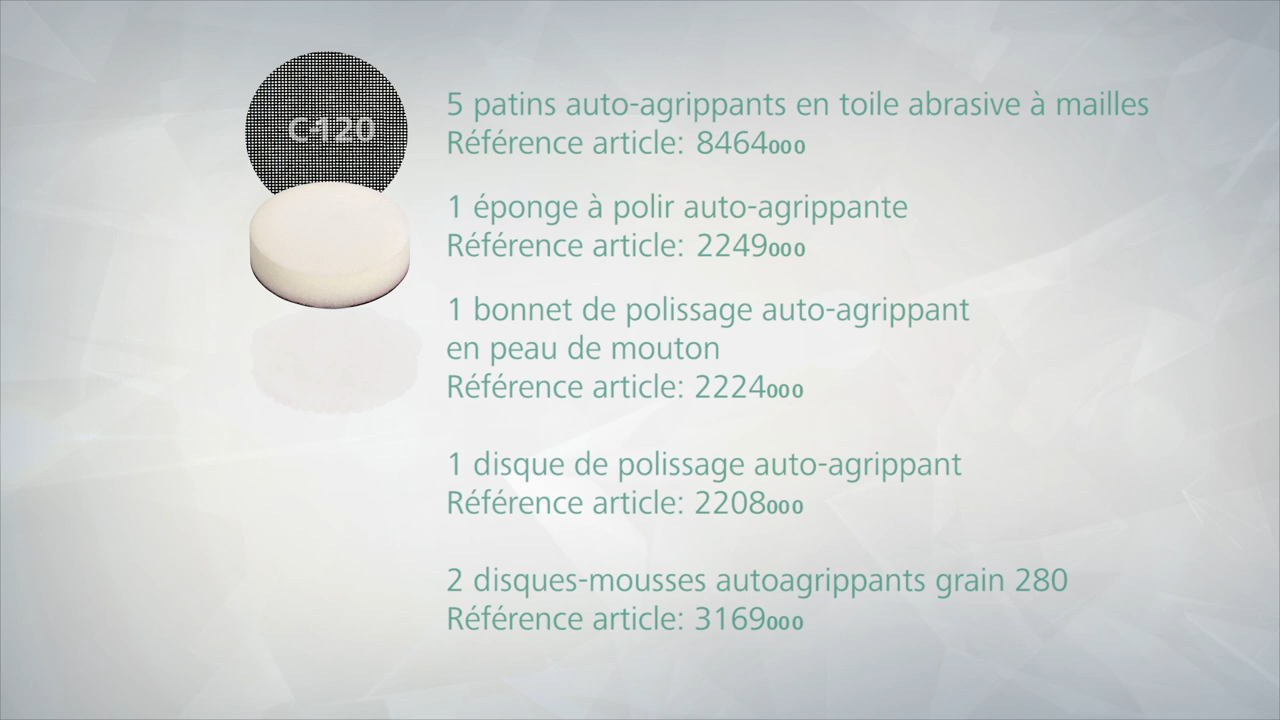 C-120
5 patins auto-agrippants en toile abrasive à mailles
Référence article: 8464000
1 éponge à polir auto-agrippante
Référence article: 2249000
1 bonnet de polissage auto-agrippant
en peau de mouton
Référence article: 2224000
1 disque de polissage auto-agrippant
Référence article: 2208000
2 disques-mousses autoagrippants grain 280
Référence article: 3169000